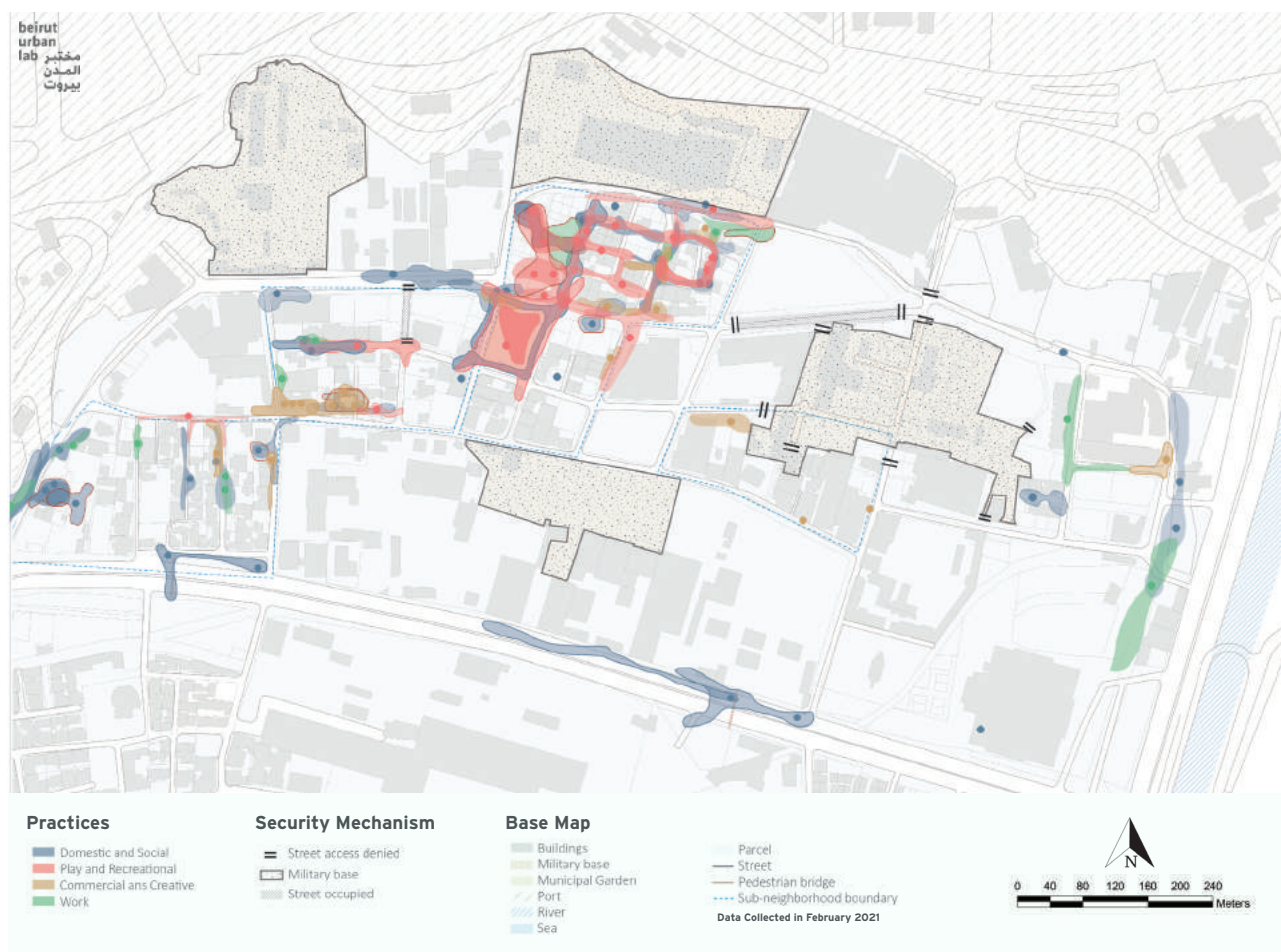 beirut
urban
lab مختبر
المدن
بيروت
Practices
Domestic and Social
Play and Recreational
Commercial ans Creative
Work
Security Mechanism
Street access denied
Military base
Street occupied
Base Map
Buildings
Military base
Municipal Garden
Port
River
Sea
Parcel
Street
Pedestrian bridge
Sub-neighborhood boundary
Data Collected in February 2021
N
0 40 80 120 160 200 240
Meters